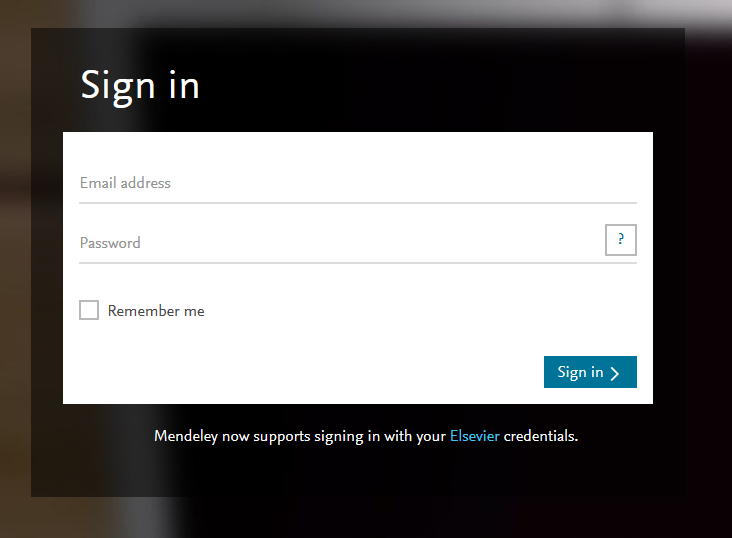 Sign in
Email address
Password
?
Remember me
Sign in
Mendeley now supports signing in with your Elsevier credentials.